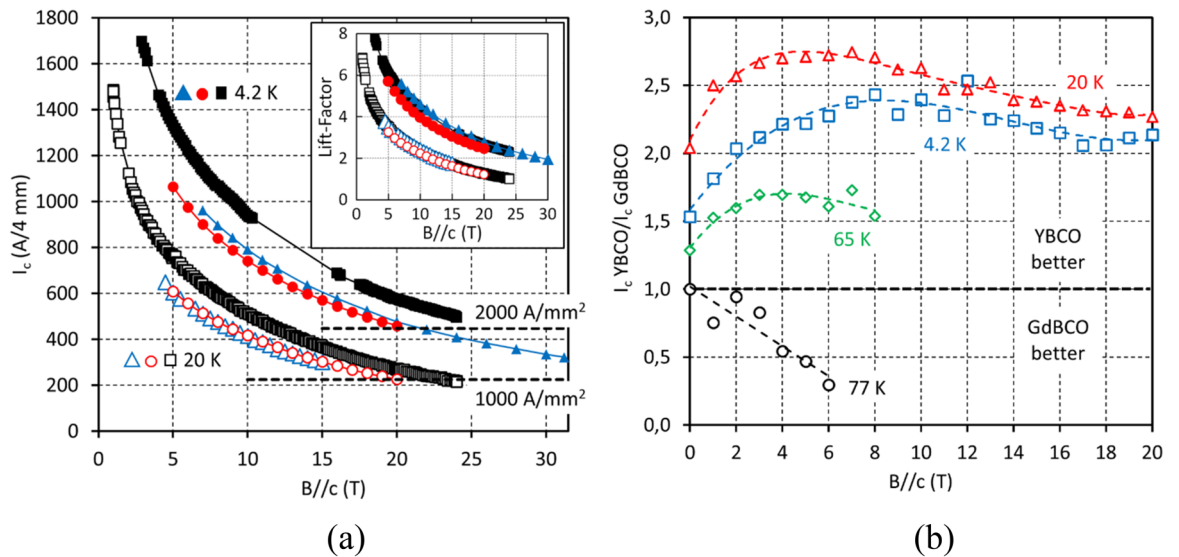 1800
1600
1400
1200
1000
800
600
400
200
0
I_c (A/4 mm)
0 5 10 15 20 25 30
B//c (T)
4.2 K
20 K
2000 A/mm²
1000 A/mm²
8
6
4
2
0
Lift-Factor
0 5 10 15 20 25 30
B//c (T)
(a)
3,0
2,5
2,0
1,5
1,0
0,5
0,0
I_c YBCO/I_c GdBCO
20 K
4.2 K
65 K
YBCO
better
GdBCO
better
77 K
0 2 4 6 8 10 12 14 16 18 20
B//c (T)
(b)